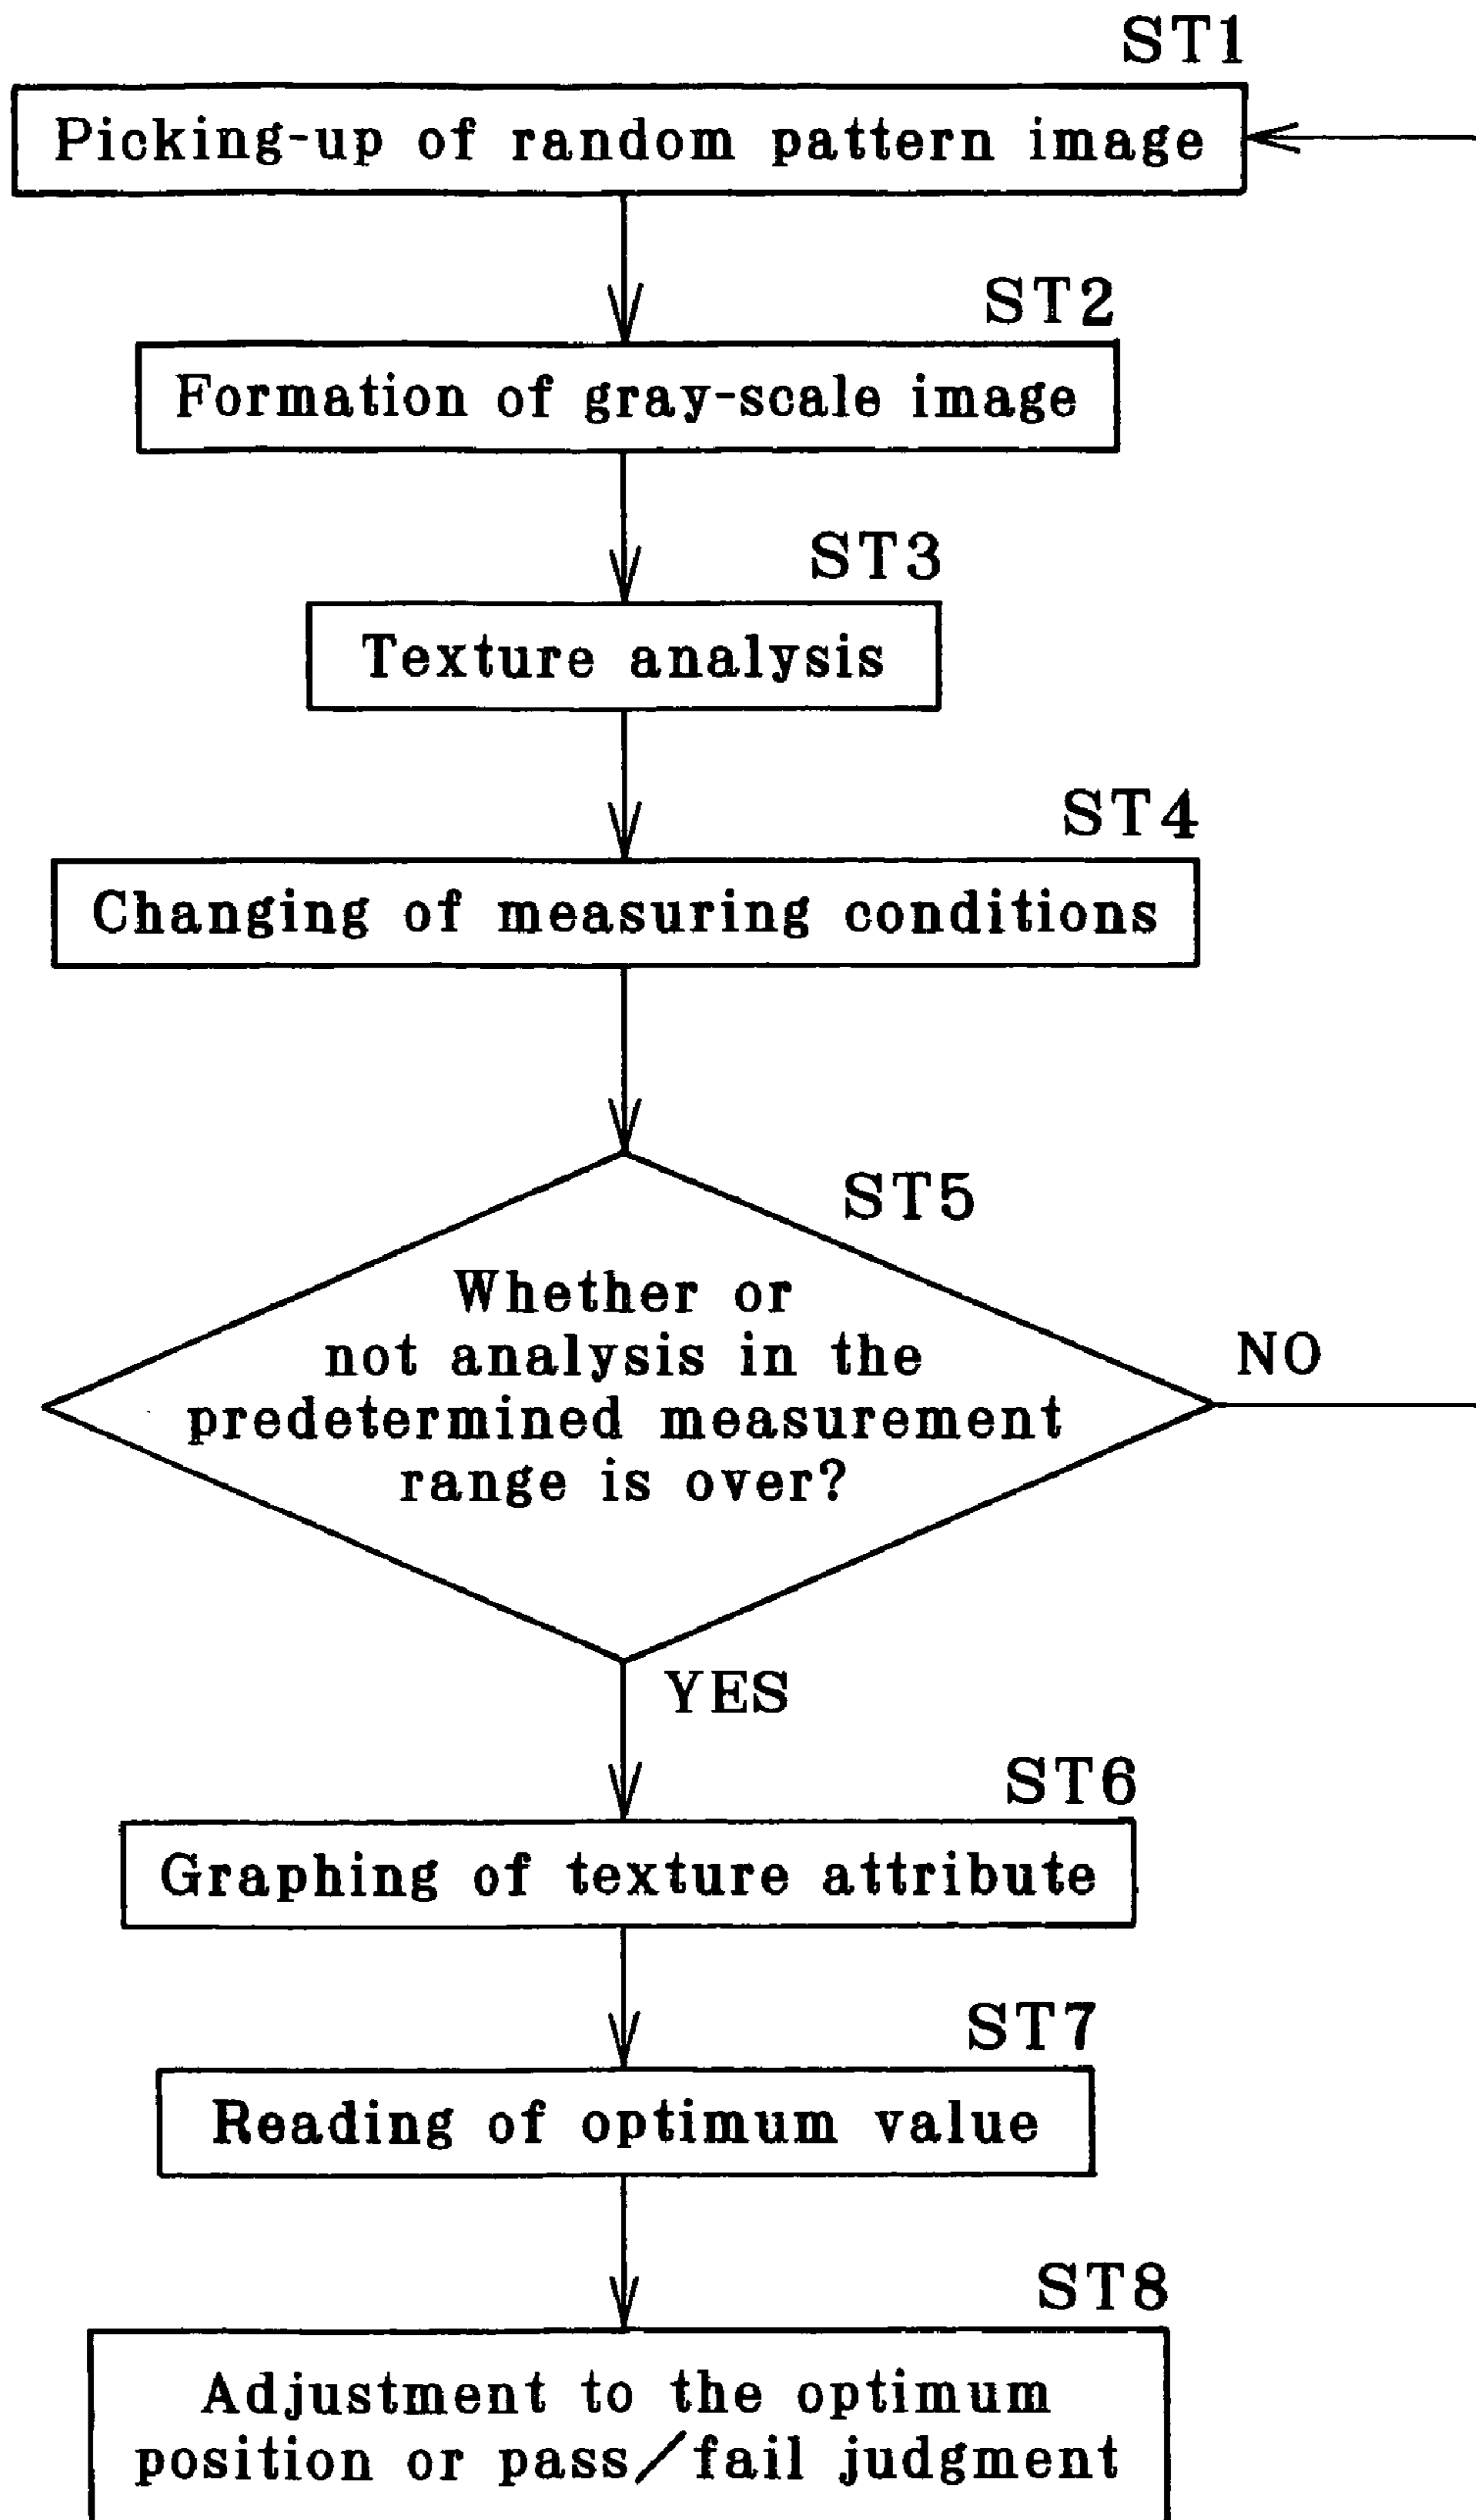 ST1
Picking-up of random pattern image
ST2
Formation of gray-scale image
ST3
Texture analysis
ST4
Changing of measuring conditions
ST5
Whether or
not analysis in the
predetermined measurement
range is over?
NO
YES
ST6
Graphing of texture attribute
ST7
Reading of optimum value
ST8
Adjustment to the optimum
position or pass/fail judgment